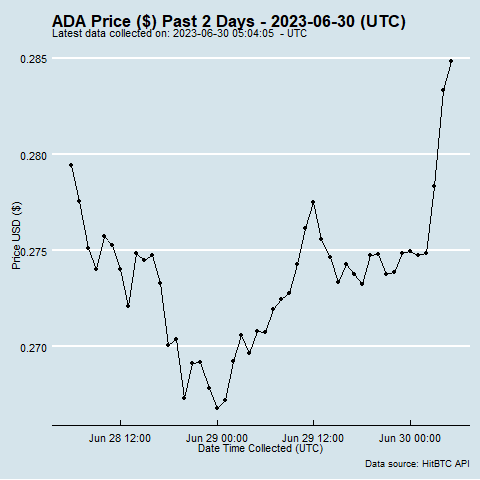 ADA Price ($) Past 2 Days - 2023-06-30 (UTC)
Latest data collected on: 2023-06-30 05:04:05 - UTC
0.285
0.280
0.275
0.270
Price USD ($)
Jun 28 12:00
Jun 29 00:00
Jun 29 12:00
Jun 30 00:00
Date Time Collected (UTC)
Data source: HitBTC API